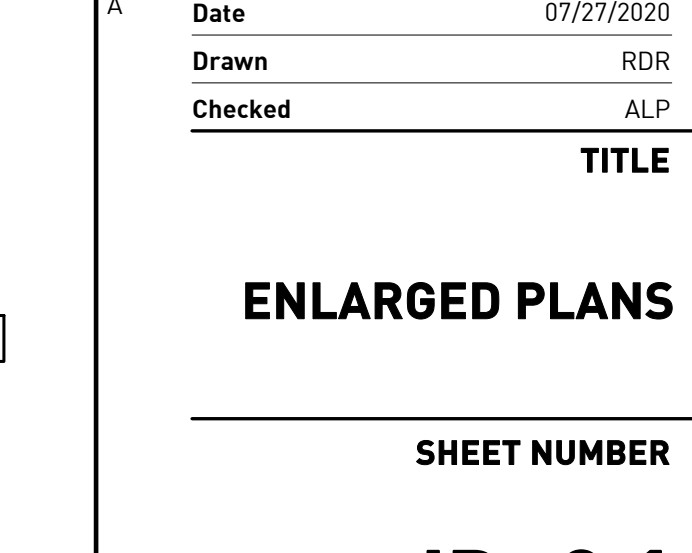 A
Date 07/27/2020
Drawn RDR
Checked ALP
TITLE
ENLARGED PLANS
SHEET NUMBER